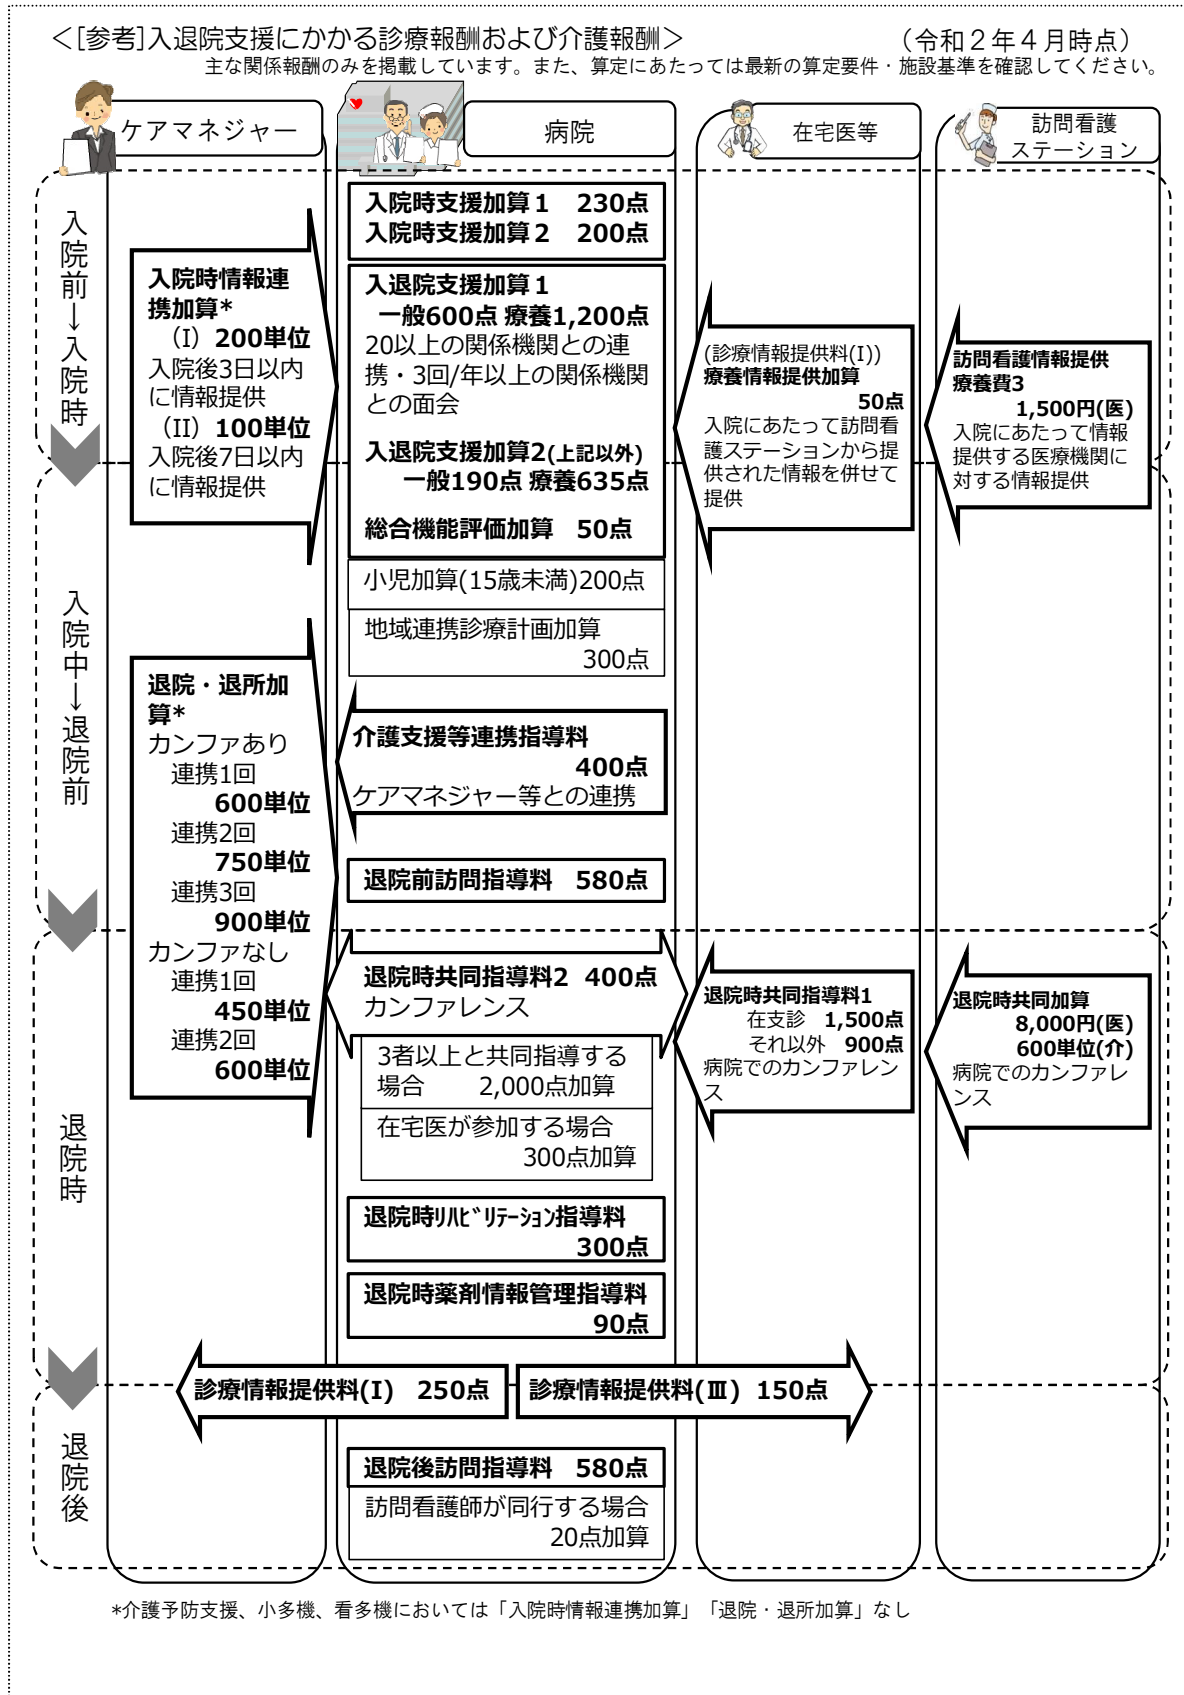 ＜[参考]入退院支援にかかる診療報酬および介護報酬＞
（令和２年４月時点）
主な関係報酬のみを掲載しています。また、算定にあたっては最新の算定要件・施設基準を確認してください。
ケアマネジャー
病院
在宅医等
訪問看護
ステーション
入院前→入院時
入院時情報連
携加算*
（Ⅰ）200単位
入院後3日以内
に情報提供
（II）100単位
入院後7日以内
に情報提供
入院時支援加算１　230点
入院時支援加算２　200点
入退院支援加算１
一般600点 療養1,200点
20以上の関係機関との連
携・3回/年以上の関係機関
との面会
入退院支援加算2(上記以外)
一般190点 療養635点
総合機能評価加算　50点
小児加算(15歳未満)200点
地域連携診療計画加算
300点
(診療情報提供料(Ⅰ))
療養情報提供加算
50点
入院にあたって訪問看
護ステーションから提
供された情報を併せて
提供
訪問看護情報提供
療養費3
1,500円(医)
入院にあたって情報
提供する医療機関に
対する情報提供
入院中→退院前
退院・退所加
算*
カンファあり
連携1回
600単位
連携2回
750単位
連携3回
900単位
カンファなし
連携1回
450単位
連携2回
600単位
介護支援等連携指導料
400点
ケアマネジャー等との連携
退院前訪問指導料　580点
退院時
退院時共同指導料2　400点
カンファレンス
3者以上と共同指導する
場合　　2,000点加算
在宅医が参加する場合
300点加算
退院時共同指導料1
在支診　1,500点
それ以外　900点
病院でのカンファレン
ス
退院時共同加算
8,000円(医)
600単位(介)
病院でのカンファレ
ンス
退院時ﾘﾊﾋﾞﾘﾃｰｼｮﾝ指導料
300点
退院時薬剤情報管理指導料
90点
診療情報提供料(Ⅰ)　250点
診療情報提供料(Ⅲ)　150点
退院後
退院後訪問指導料　580点
訪問看護師が同行する場合
20点加算
*介護予防支援、小多機、看多機においては「入院時情報連携加算」「退院・退所加算」なし